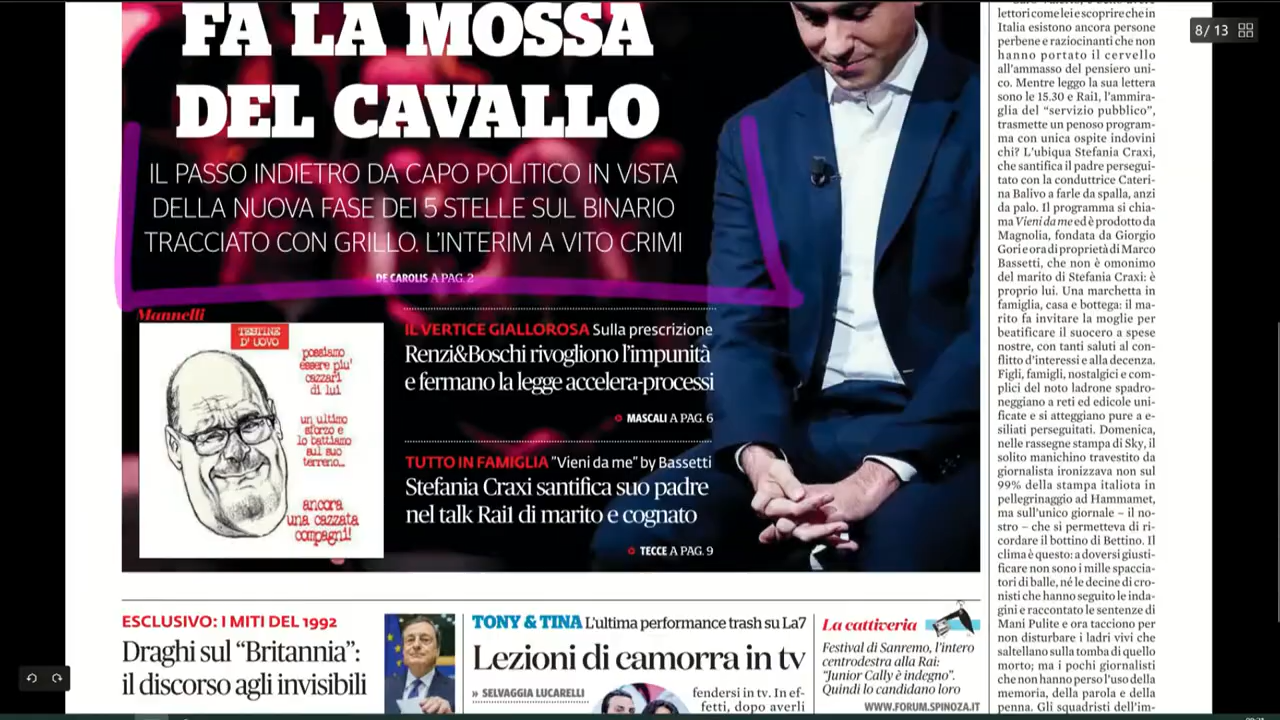 FA LA MOSSA
DEL CAVALLO
IL PASSO INDIETRO DA CAPO POLITICO IN VISTA
DELLA NUOVA FASE DEI 5 STELLE SUL BINARIO
TRACCIATO CON GRILLO. L'INTERIM A VITO CRIMI
DE CAROLIS A PAG. 2
Mannelli
TESTINE
D'UOVO
possiamo
essere piu'
cazzari
di lui
un ultimo
sforzo e
lo battiamo
sul suo
terreno...
ancora
una cazzata
compagni!
IL VERTICE GIALLOROSA Sulla prescrizione
Renzi&Boschi rivogliono l'impunità
e fermano la legge accelera-processi
MASCALI A PAG. 6
TUTTO IN FAMIGLIA "Vieni da me" by Bassetti
Stefania Craxi santifica suo padre
nel talk Rai1 di marito e cognato
TECCE A PAG. 9
ESCLUSIVO: I MITI DEL 1992
Draghi sul "Britannia":
il discorso agli invisibili
TONY & TINA L'ultima performance trash su La7
Lezioni di camorra in tv
» SELVAGGIA LUCARELLI
fendersi in tv. In ef-
fetti, dopo averli
La cattiveria
Festival di Sanremo, l'intero
centrodestra alla Rai:
"Junior Cally è indegno".
Quindi lo candidano loro
WWW.FORUM.SPINOZA.IT
lettori come lei e scoprire che in
Italia esistono ancora persone
perbene e raziocinanti che non
hanno portato il cervello
all'ammasso del pensiero uni-
co. Mentre leggo la sua lettera
sono le 15.30 e Rai1, l'ammira-
glia del "servizio pubblico",
trasmette un penoso program-
ma con unica ospite indovini
chi? L'ubiqua Stefania Craxi,
che santifica il padre persegui-
tato con la conduttrice Cateri-
na Balivo a farle da spalla, anzi
da palo. Il programma si chia-
ma Vieni da me ed è prodotto da
Magnolia, fondata da Giorgio
Gori e ora di proprietà di Marco
Bassetti, che non è omonimo
del marito di Stefania Craxi: è
proprio lui. Una marchetta in
famiglia, casa e bottega: il ma-
rito fa invitare la moglie per
beatificare il suocero a spese
nostre, con tanti saluti al con-
flitto d'interessi e alla decenza.
Figli, famigli, nostalgici e com-
plici del noto ladrone spadro-
neggiano a reti ed edicole uni-
ficate e si atteggiano pure a e-
siliati perseguitati. Domenica,
nelle rassegne stampa di Sky, il
solito manichino travestito da
giornalista ironizzava non sul
99% della stampa italiota in
pellegrinaggio ad Hammamet,
ma sull'unico giornale – il no-
stro – che si permetteva di ri-
cordare il bottino di Bettino. Il
clima è questo: a doversi giusti-
ficare non sono i mille spaccia-
tori di balle, né le decine di cro-
nisti che hanno seguito le inda-
gini e raccontato le sentenze di
Mani Pulite e ora tacciono per
non disturbare i ladri vivi che
saltellano sulla tomba di quello
morto; ma i pochi giornalisti
che non hanno perso l'uso della
memoria, della parola e della
penna. Gli squadristi dell'im-
8/ 13